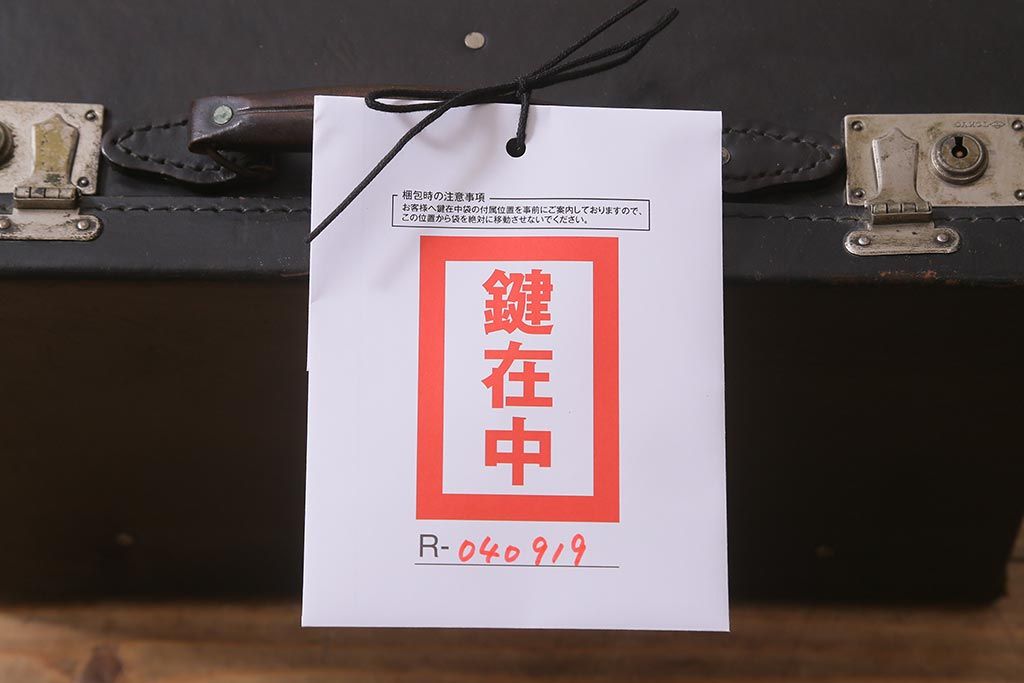 梱包時の注意事項
お客様へ鍵在中袋の付属位置を事前にご案内しておりますので、
この位置から袋を絶対に移動させないでください。
鍵在中
R-040919